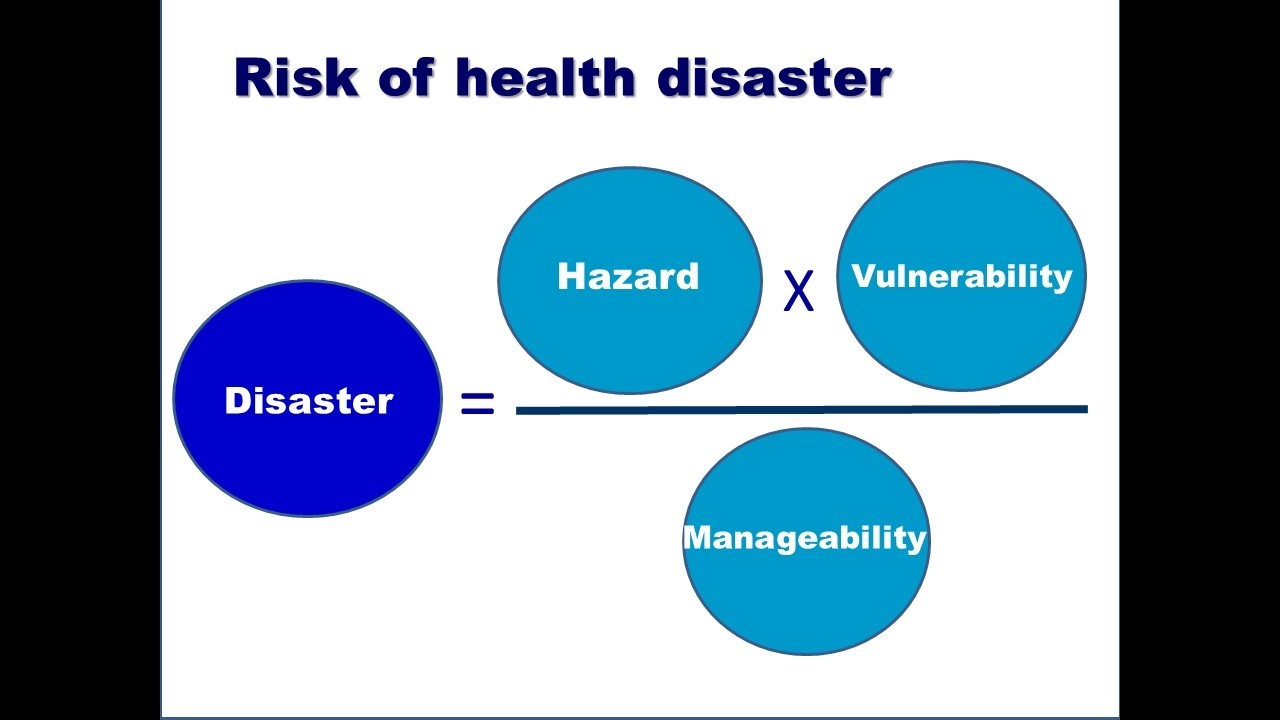 Risk of health disaster
Hazard X Vulnerability
Disaster =
Manageability